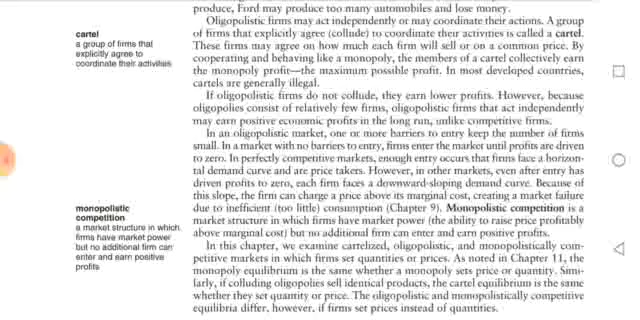 produce, Ford may produce too many automobiles and lose money.
Oligopolistic firms may act independently or may coordinate their actions. A group
of firms that explicitly agree (collude) to coordinate their activities is called a cartel.
These firms may agree on how much each firm will sell or on a common price. By
cooperating and behaving like a monopoly, the members of a cartel collectively earn
the monopoly profit—the maximum possible profit. In most developed countries,
cartels are generally illegal.
cartel
a group of firms that
explicitly agree to
coordinate their activities
If oligopolistic firms do not collude, they earn lower profits. However, because
oligopolies consist of relatively few firms, oligopolistic firms that act independently
may earn positive economic profits in the long run, unlike competitive firms.
In an oligopolistic market, one or more barriers to entry keep the number of firms
small. In a market with no barriers to entry, firms enter the market until profits are driven
to zero. In perfectly competitive markets, enough entry occurs that firms face a horizon-
tal demand curve and are price takers. However, in other markets, even after entry has
driven profits to zero, each firm faces a downward-sloping demand curve. Because of
this slope, the firm can charge a price above its marginal cost, creating a market failure
due to inefficient (too little) consumption (Chapter 9). Monopolistic competition is a
market structure in which firms have market power (the ability to raise price profitably
above marginal cost) but no additional firm can enter and earn positive profits.
monopolistic
competition
a market structure in which
firms have market power
but no additional firm can
enter and earn positive
profits
In this chapter, we examine cartelized, oligopolistic, and monopolistically com-
petitive markets in which firms set quantities or prices. As noted in Chapter 11,
the monopoly equilibrium is the same whether a monopoly sets price or quantity. Simi-
larly, if colluding oligopolies sell identical products, the cartel equilibrium is the same
whether they set quantity or price. The oligopolistic and monopolistically competitive
equilibria differ, however, if firms set prices instead of quantities.